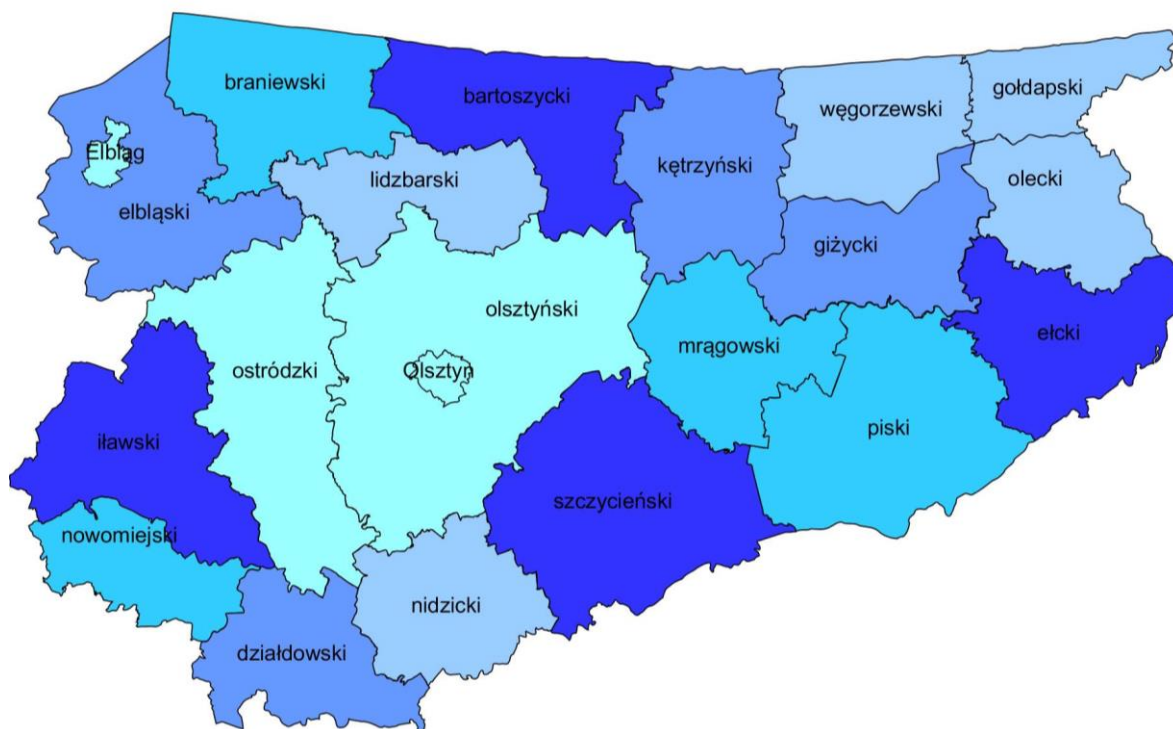 braniewski
bartoszycki
gołdapski
węgorzewski
Elbląg
kętrzyński
lidzbarski
olecki
elbląski
giżycki
olsztyński
ełcki
mrągowski
ostródzki
Olsztyn
piski
iławski
szczycieński
nowomiejski
nidzicki
działdowski